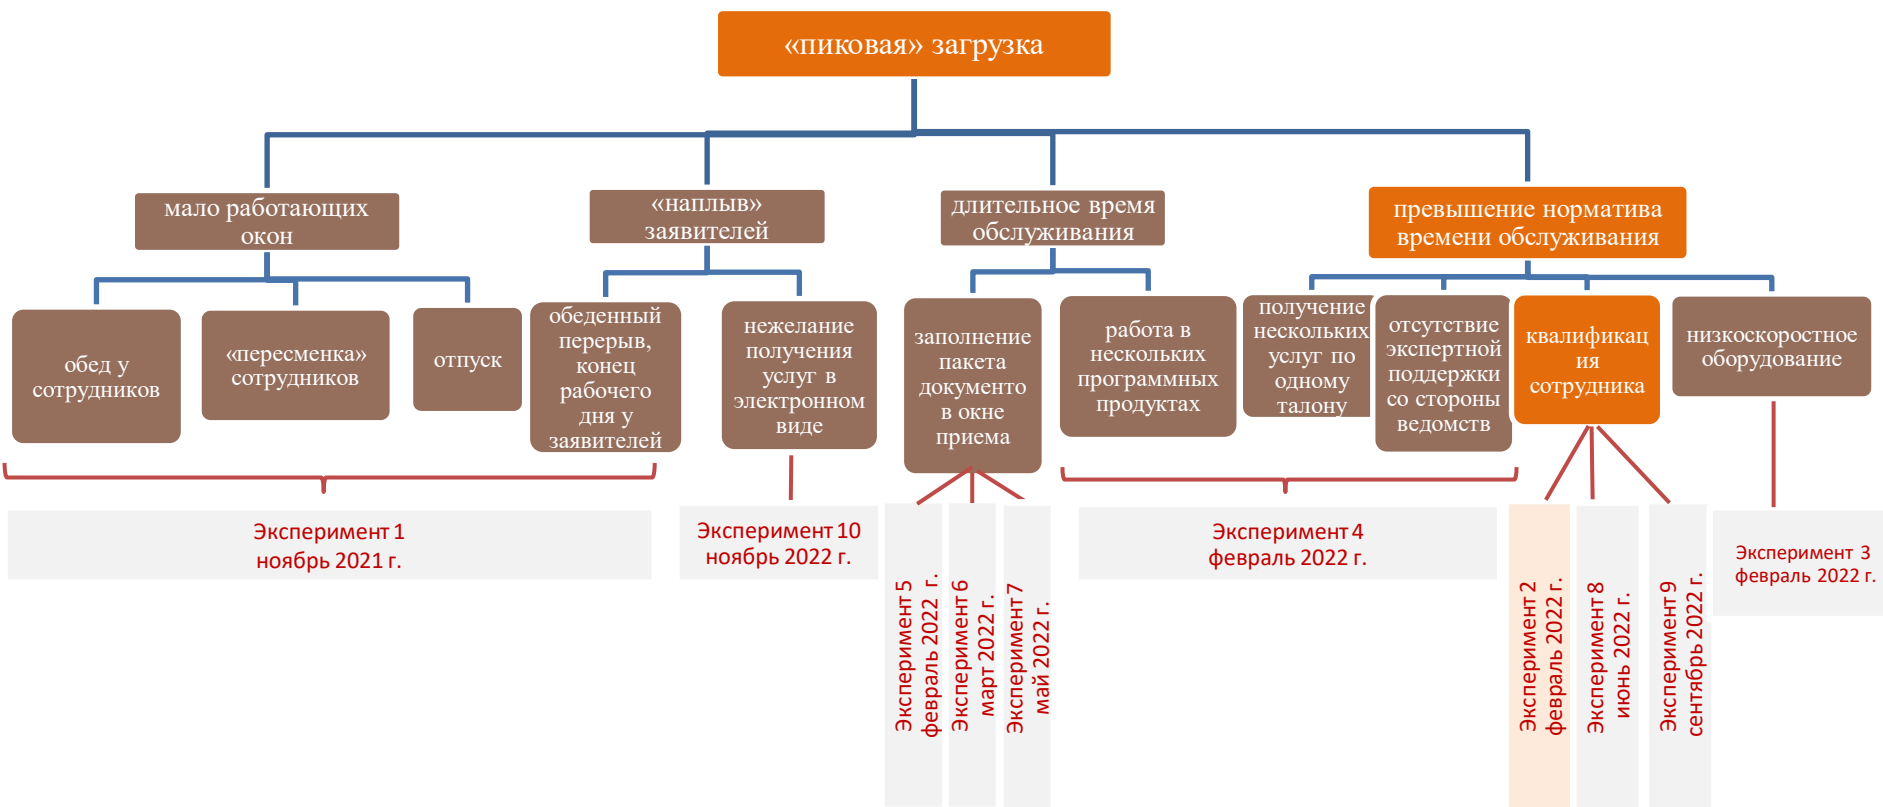 «пиковая» загрузка
мало работающих
окон
«наплыв»
заявителей
длительное время
обслуживания
превышение норматива
времени обслуживания
обед у
сотрудников
«пересменка»
сотрудников
отпуск
обеденный
перерыв,
конец
рабочего
дня у
заявителей
нежелание
получения
услуг в
электронном
виде
заполнение
пакета
документо
в окне
приема
работа в
нескольких
программных
продуктах
получение
нескольких
услуг по
одному
талону
отсутствие
экспертной
поддержки
со стороны
ведомств
квалификац
ия
сотрудника
низкоскоростное
оборудование
Эксперимент 1
ноябрь 2021 г.
Эксперимент 10
ноябрь 2022 г.
Эксперимент 5
февраль 2022 г.
Эксперимент 6
март 2022 г.
Эксперимент 7
май 2022 г.
Эксперимент 4
февраль 2022 г.
Эксперимент 2
февраль 2022 г.
Эксперимент 8
июнь 2022 г.
Эксперимент 9
сентябрь 2022 г.
Эксперимент 3
февраль 2022 г.